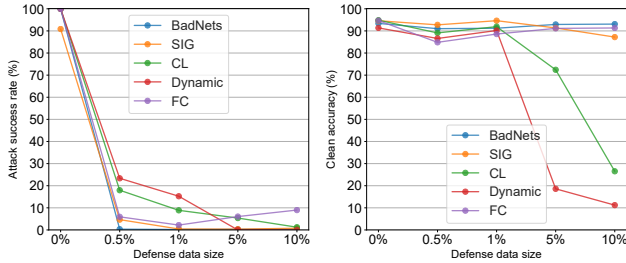 100
90
80
70
60
50
40
30
20
10
0
Attack success rate (%)
BadNets
SIG
CL
Dynamic
FC
0% 0.5% 1% 5% 10%
Defense data size
100
90
80
70
60
50
40
30
20
10
0
Clean accuracy (%)
BadNets
SIG
CL
Dynamic
FC
0% 0.5% 1% 5% 10%
Defense data size